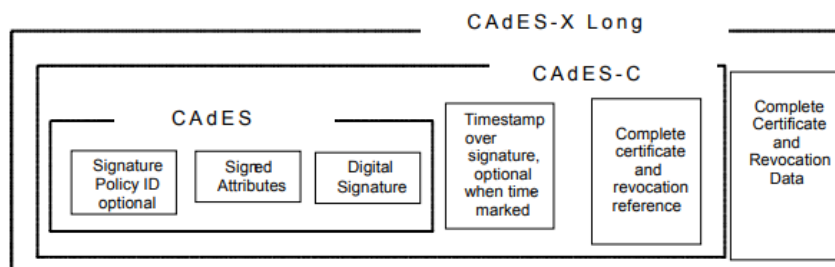 CAdES-X Long
CAdES-C
CAdES
Signature
Policy ID
optional
Signed
Attributes
Digital
Signature
Timestamp
over
signature,
optional
when time
marked
Complete
certificate
and
revocation
reference
Complete
Certificate
and
Revocation
Data